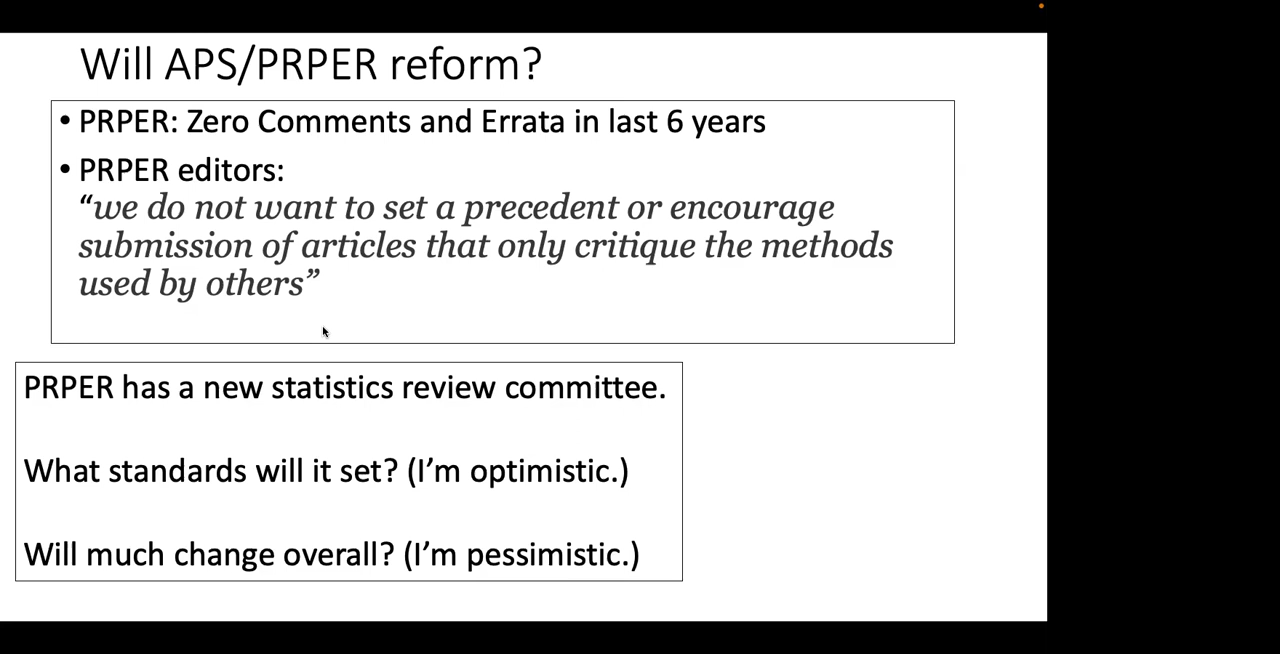 Will APS/PRPER reform?
• PRPER: Zero Comments and Errata in last 6 years
• PRPER editors:
“we do not want to set a precedent or encourage
submission of articles that only critique the methods
used by others”
PRPER has a new statistics review committee.
What standards will it set? (I’m optimistic.)
Will much change overall? (I’m pessimistic.)